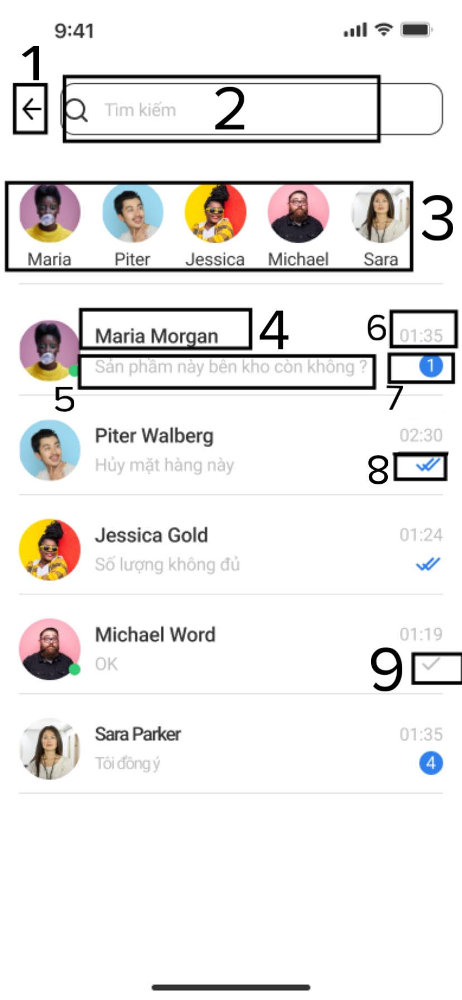 9:41
1
Tìm kiếm 2
3
Maria Piter Jessica Michael Sara
Maria Morgan 4 6 01:35
Sản phầm này bên kho còn không ? 1
5 7
Piter Walberg 02:30
Hủy mặt hàng này 8
Jessica Gold 01:24
Số lượng không đủ
Michael Word 01:19
OK 9
Sara Parker 01:35
Tôi đồng ý 4